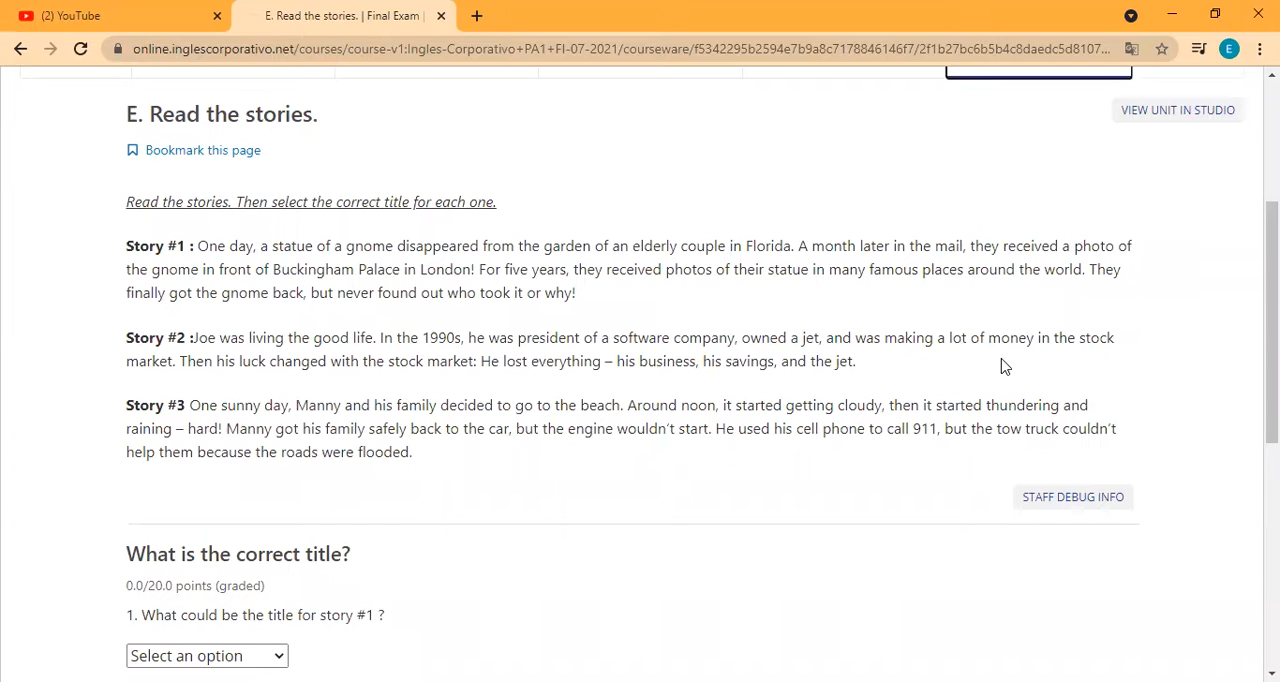 (2) YouTube
E. Read the stories. | Final Exam |
online.inglescorporativo.net/courses/course-v1:Ingles-Corporativo+PA1+FI-07-2021/courseware/f5342295b2594e7b9a8c7178846146f7/2f1b27bc6b5b4c8daedc5d8107...
E
E. Read the stories.
VIEW UNIT IN STUDIO
Bookmark this page
Read the stories. Then select the correct title for each one.
Story #1 : One day, a statue of a gnome disappeared from the garden of an elderly couple in Florida. A month later in the mail, they received a photo of
the gnome in front of Buckingham Palace in London! For five years, they received photos of their statue in many famous places around the world. They
finally got the gnome back, but never found out who took it or why!
Story #2 :Joe was living the good life. In the 1990s, he was president of a software company, owned a jet, and was making a lot of money in the stock
market. Then his luck changed with the stock market: He lost everything – his business, his savings, and the jet.
Story #3 One sunny day, Manny and his family decided to go to the beach. Around noon, it started getting cloudy, then it started thundering and
raining – hard! Manny got his family safely back to the car, but the engine wouldn't start. He used his cell phone to call 911, but the tow truck couldn't
help them because the roads were flooded.
STAFF DEBUG INFO
What is the correct title?
0.0/20.0 points (graded)
1. What could be the title for story #1 ?
Select an option